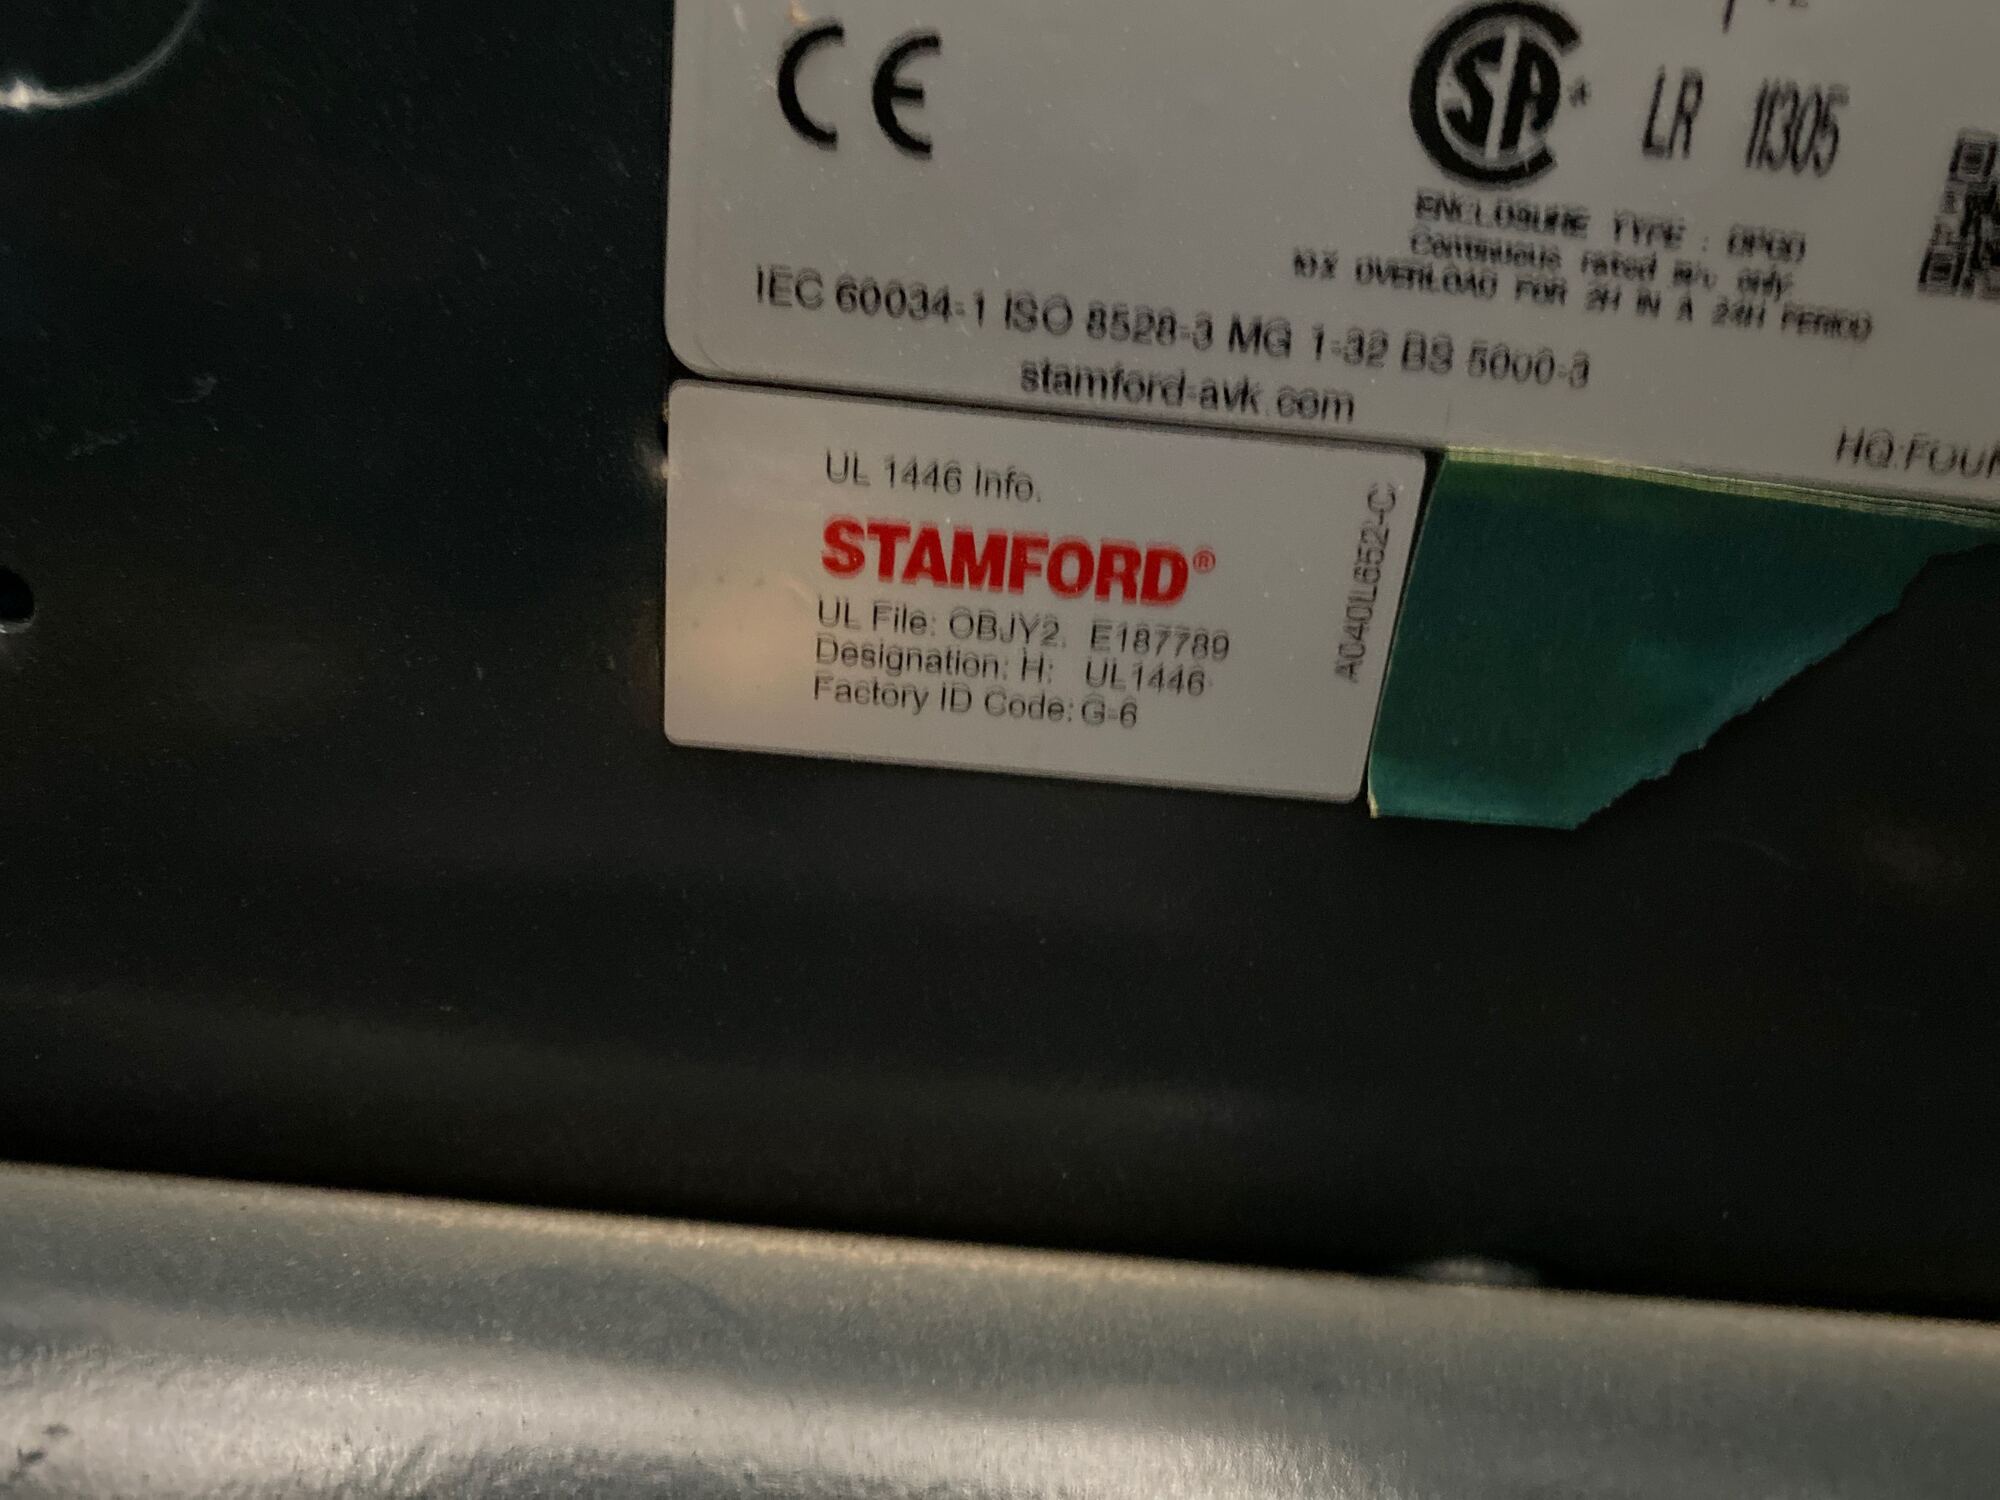 CE
CSA LR 11305
ENCLOSURE TYPE : DPGO
Continuous rated m/c only
10% OVERLOAD FOR 2H IN A 24H PERIOD
IEC 60034-1 ISO 8528-3 MG 1-32 BS 5000-3
stamford-avk.com
UL 1446 Info.
STAMFORD®
UL File: OBJY2. E187789
Designation: H: UL1446
Factory ID Code: G-6
A040L652-C